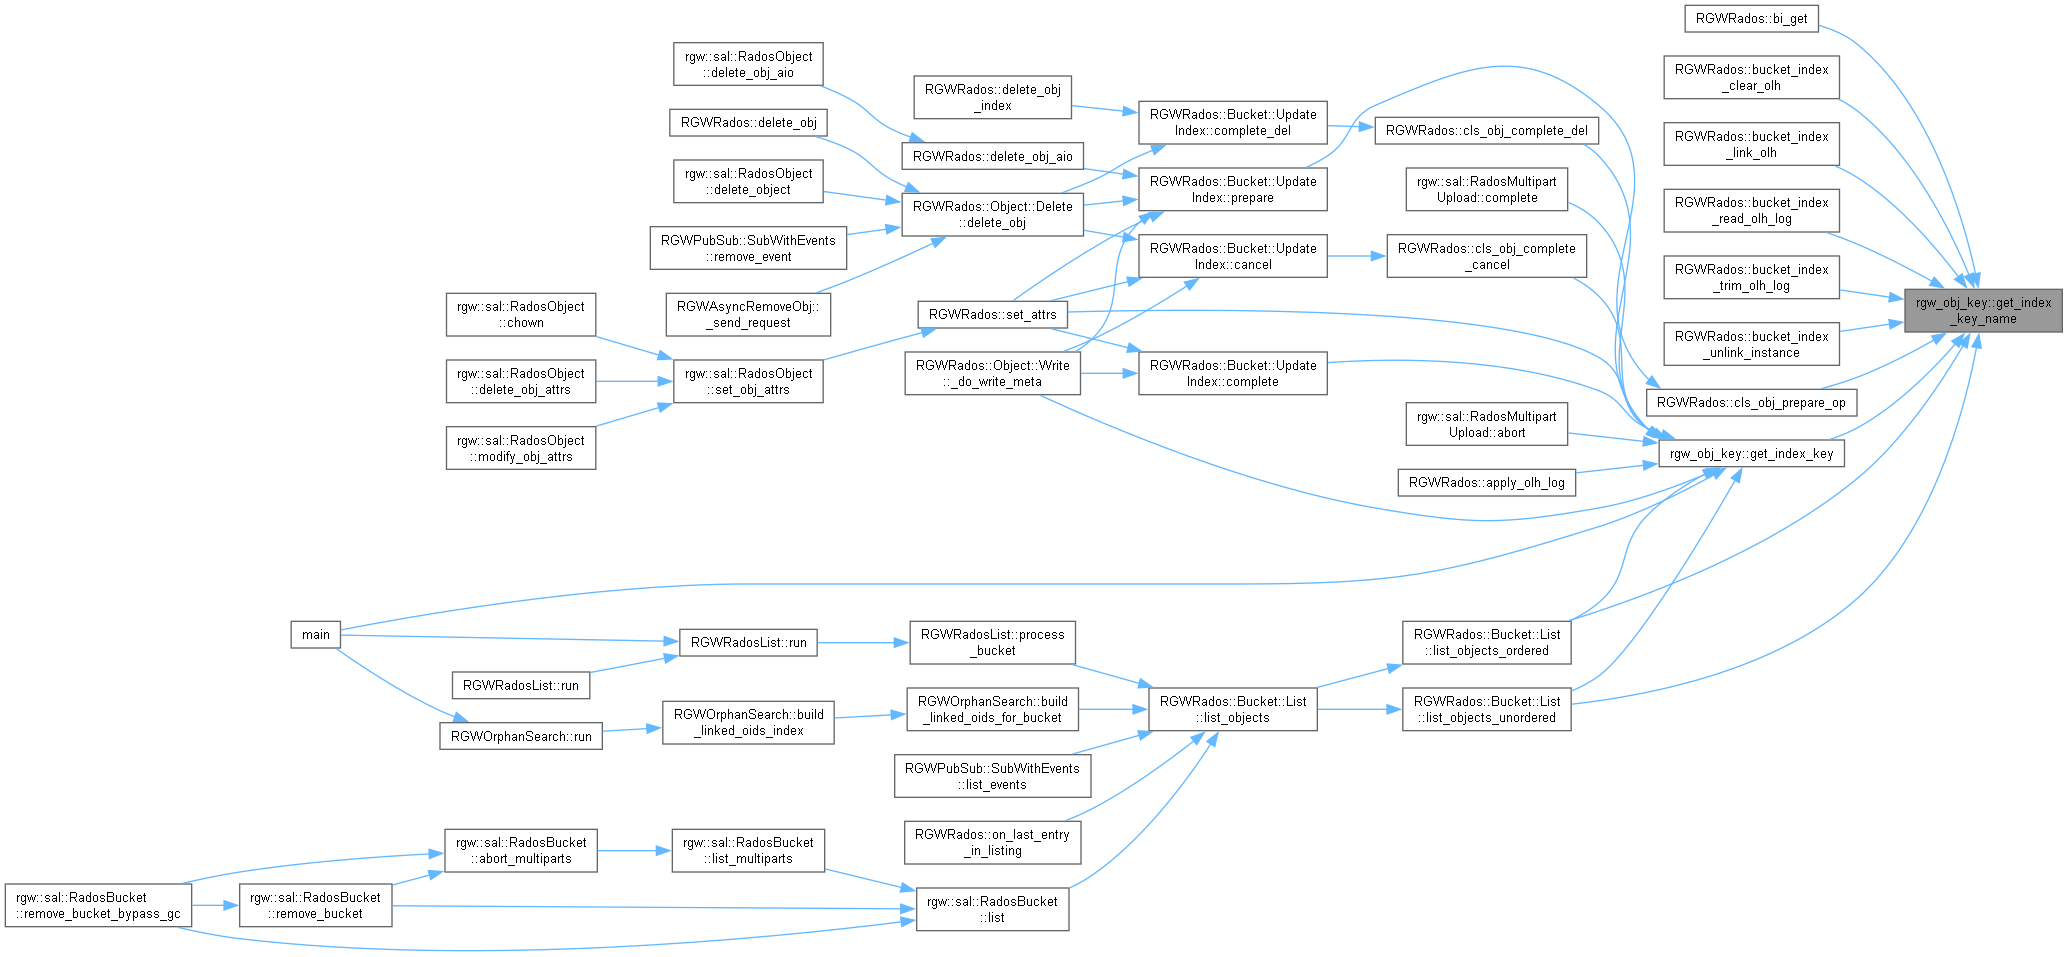 RGWRados::bi_get
rgw::sal::RadosObject
::delete_obj_aio
RGWRados::bucket_index
_clear_olh
RGWRados::delete_obj
_index
RGWRados::Bucket::Update
Index::complete_del
RGWRados::delete_obj
RGWRados::cls_obj_complete_del
RGWRados::bucket_index
_link_olh
RGWRados::delete_obj_aio
rgw::sal::RadosObject
::delete_object
RGWRados::Bucket::Update
Index::prepare
rgw::sal::RadosMultipart
Upload::complete
RGWRados::bucket_index
_read_olh_log
RGWRados::Object::Delete
::delete_obj
RGWPubSub::SubWithEvents
::remove_event
RGWRados::Bucket::Update
Index::cancel
RGWRados::cls_obj_complete
_cancel
RGWRados::bucket_index
_trim_olh_log
rgw_obj_key::get_index
_key_name
rgw::sal::RadosObject
::chown
RGWAsyncRemoveObj::
_send_request
RGWRados::set_attrs
RGWRados::bucket_index
_unlink_instance
rgw::sal::RadosObject
::delete_obj_attrs
rgw::sal::RadosObject
::set_obj_attrs
RGWRados::Object::Write
::_do_write_meta
RGWRados::Bucket::Update
Index::complete
RGWRados::cls_obj_prepare_op
rgw::sal::RadosMultipart
Upload::abort
rgw::sal::RadosObject
::modify_obj_attrs
rgw_obj_key::get_index_key
RGWRados::apply_olh_log
main
RGWRadosList::run
RGWRadosList::process
_bucket
RGWRados::Bucket::List
::list_objects_ordered
RGWRadosList::run
RGWOrphanSearch::build
_linked_oids_index
RGWOrphanSearch::build
_linked_oids_for_bucket
RGWRados::Bucket::List
::list_objects
RGWRados::Bucket::List
::list_objects_unordered
RGWOrphanSearch::run
RGWPubSub::SubWithEvents
::list_events
RGWRados::on_last_entry
_in_listing
rgw::sal::RadosBucket
::abort_multiparts
rgw::sal::RadosBucket
::list_multiparts
rgw::sal::RadosBucket
::remove_bucket_bypass_gc
rgw::sal::RadosBucket
::remove_bucket
rgw::sal::RadosBucket
::list